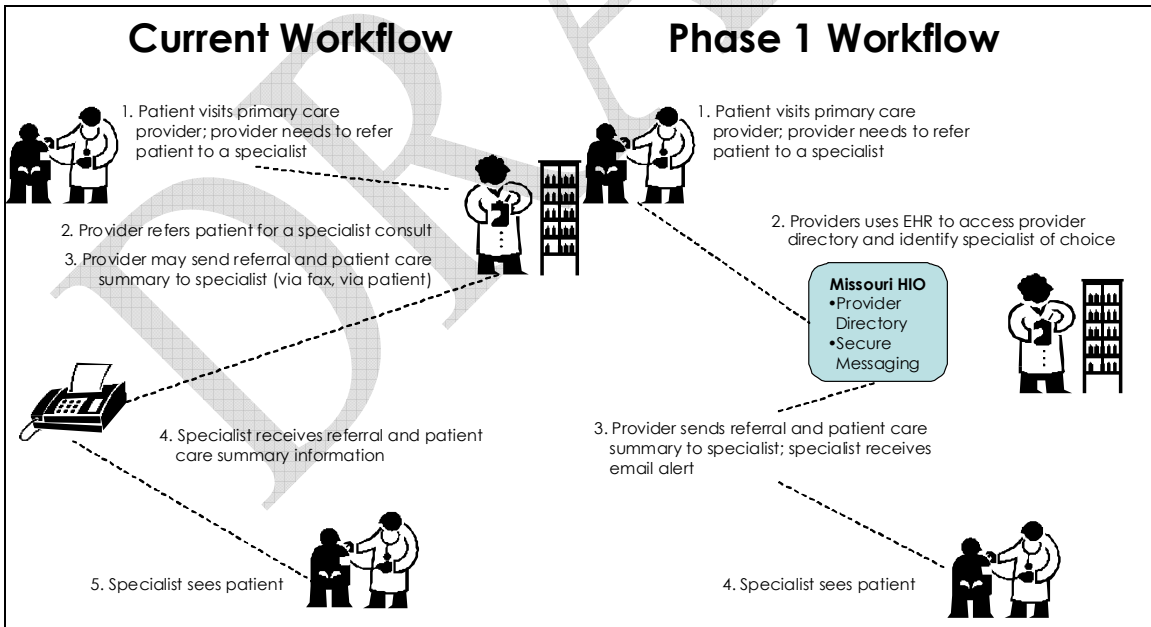 Current Workflow
1. Patient visits primary care
provider; provider needs to refer
patient to a specialist
2. Provider refers patient for a specialist consult
3. Provider may send referral and patient care
summary to specialist (via fax, via patient)
4. Specialist receives referral and patient
care summary information
5. Specialist sees patient
Phase 1 Workflow
1. Patient visits primary care
provider; provider needs to refer
patient to a specialist
2. Providers uses EHR to access provider
directory and identify specialist of choice
Missouri HIO
•Provider
Directory
•Secure
Messaging
3. Provider sends referral and patient care
summary to specialist; specialist receives
email alert
4. Specialist sees patient